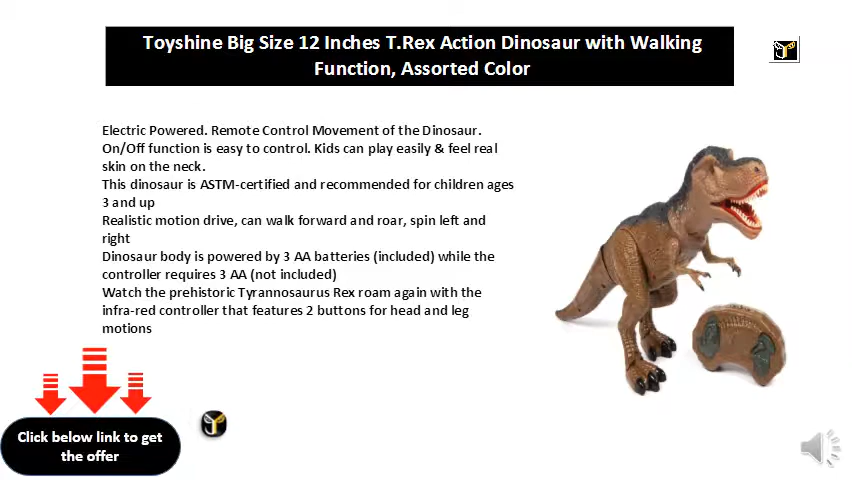 Toyshine Big Size 12 Inches T.Rex Action Dinosaur with Walking
Function, Assorted Color
Electric Powered. Remote Control Movement of the Dinosaur.
On/Off function is easy to control. Kids can play easily & feel real
skin on the neck.
This dinosaur is ASTM-certified and recommended for children ages
3 and up
Realistic motion drive, can walk forward and roar, spin left and
right
Dinosaur body is powered by 3 AA batteries (included) while the
controller requires 3 AA (not included)
Watch the prehistoric Tyrannosaurus Rex roam again with the
infra-red controller that features 2 buttons for head and leg
motions
Click below link to get
the offer